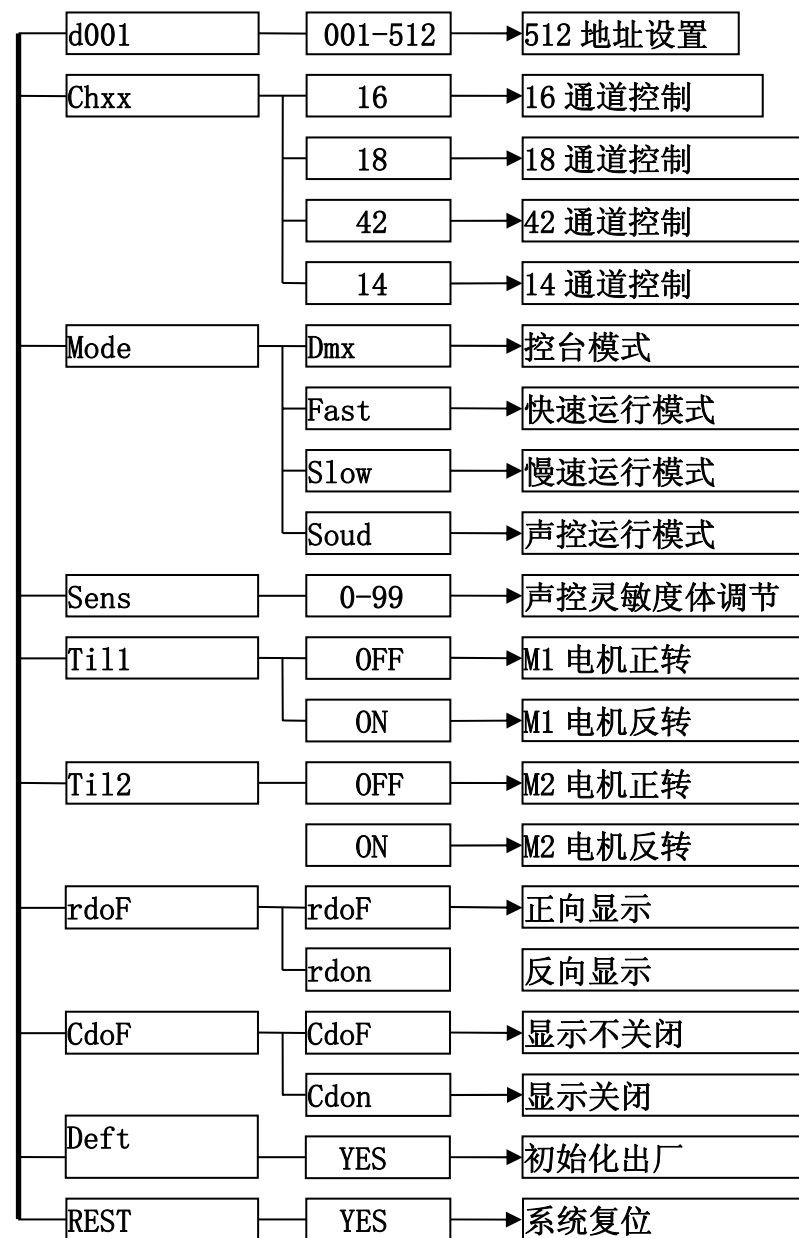 d001 001-512 512 地址设置
Chxx 16 16 通道控制
18 18 通道控制
42 42 通道控制
14 14 通道控制
Mode Dmx 控台模式
Fast 快速运行模式
Slow 慢速运行模式
Soud 声控运行模式
Sens 0-99 声控灵敏度体调节
Til1 OFF M1 电机正转
ON M1 电机反转
Til2 OFF M2 电机正转
ON M2 电机反转
rdoF rdoF 正向显示
rdon 反向显示
CdoF CdoF 显示不关闭
Cdon 显示关闭
Deft YES 初始化出厂
REST YES 系统复位